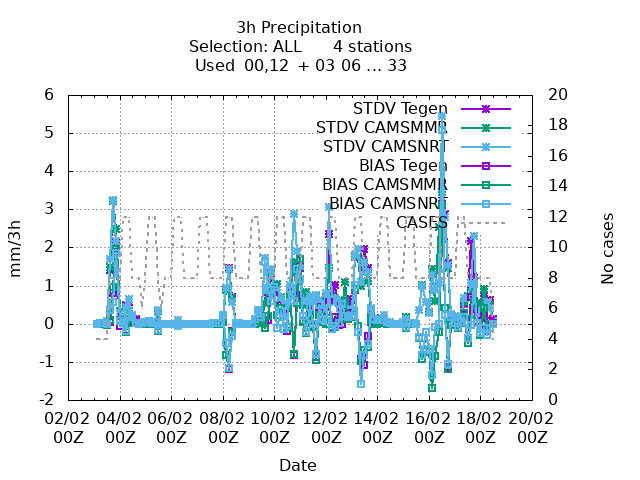 3h Precipitation
Selection: ALL 4 stations
Used 00,12 + 03 06 ... 33
STDV Tegen
STDV CAMSMMR
STDV CAMSNRT
BIAS Tegen
BIAS CAMSMMR
BIAS CAMSNRT
CASES
mm/3h
6
5
4
3
2
1
0
-1
-2
No cases
20
18
16
14
12
10
8
6
4
2
0
02/02 04/02 06/02 08/02 10/02 12/02 14/02 16/02 18/02 20/02
00Z 00Z 00Z 00Z 00Z 00Z 00Z 00Z 00Z 00Z
Date